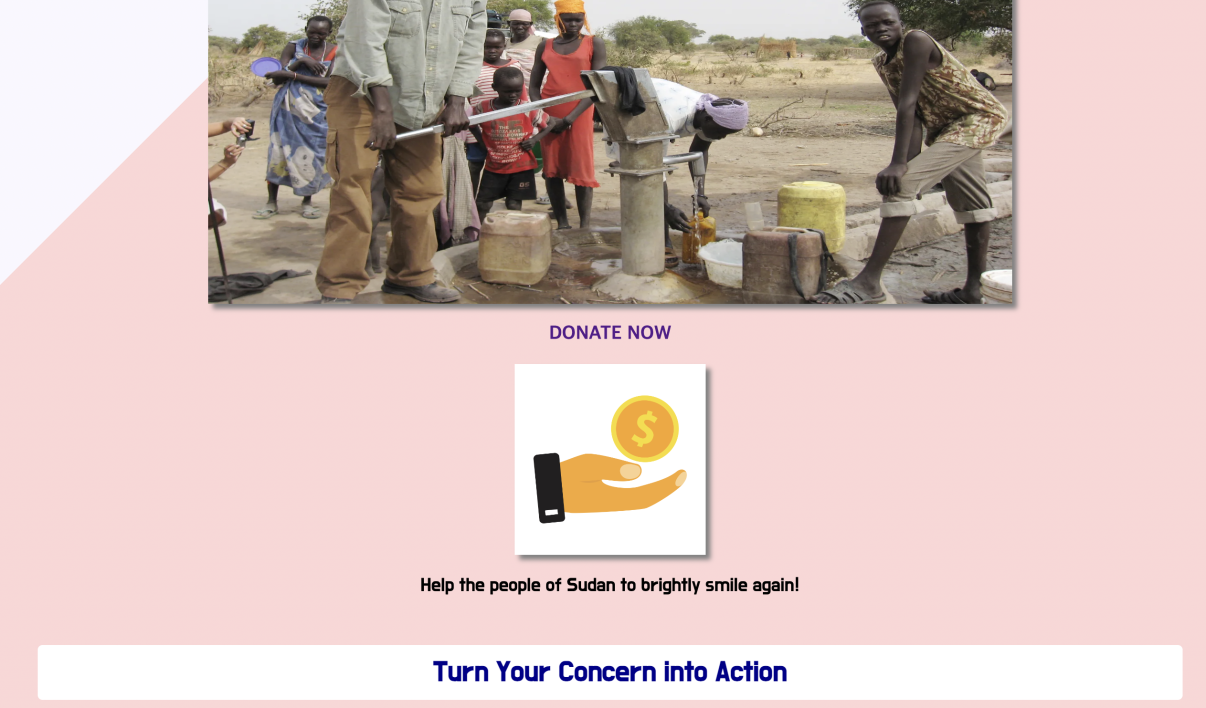 DONATE NOW
$
Help the people of Sudan to brightly smile again!
Turn Your Concern into Action